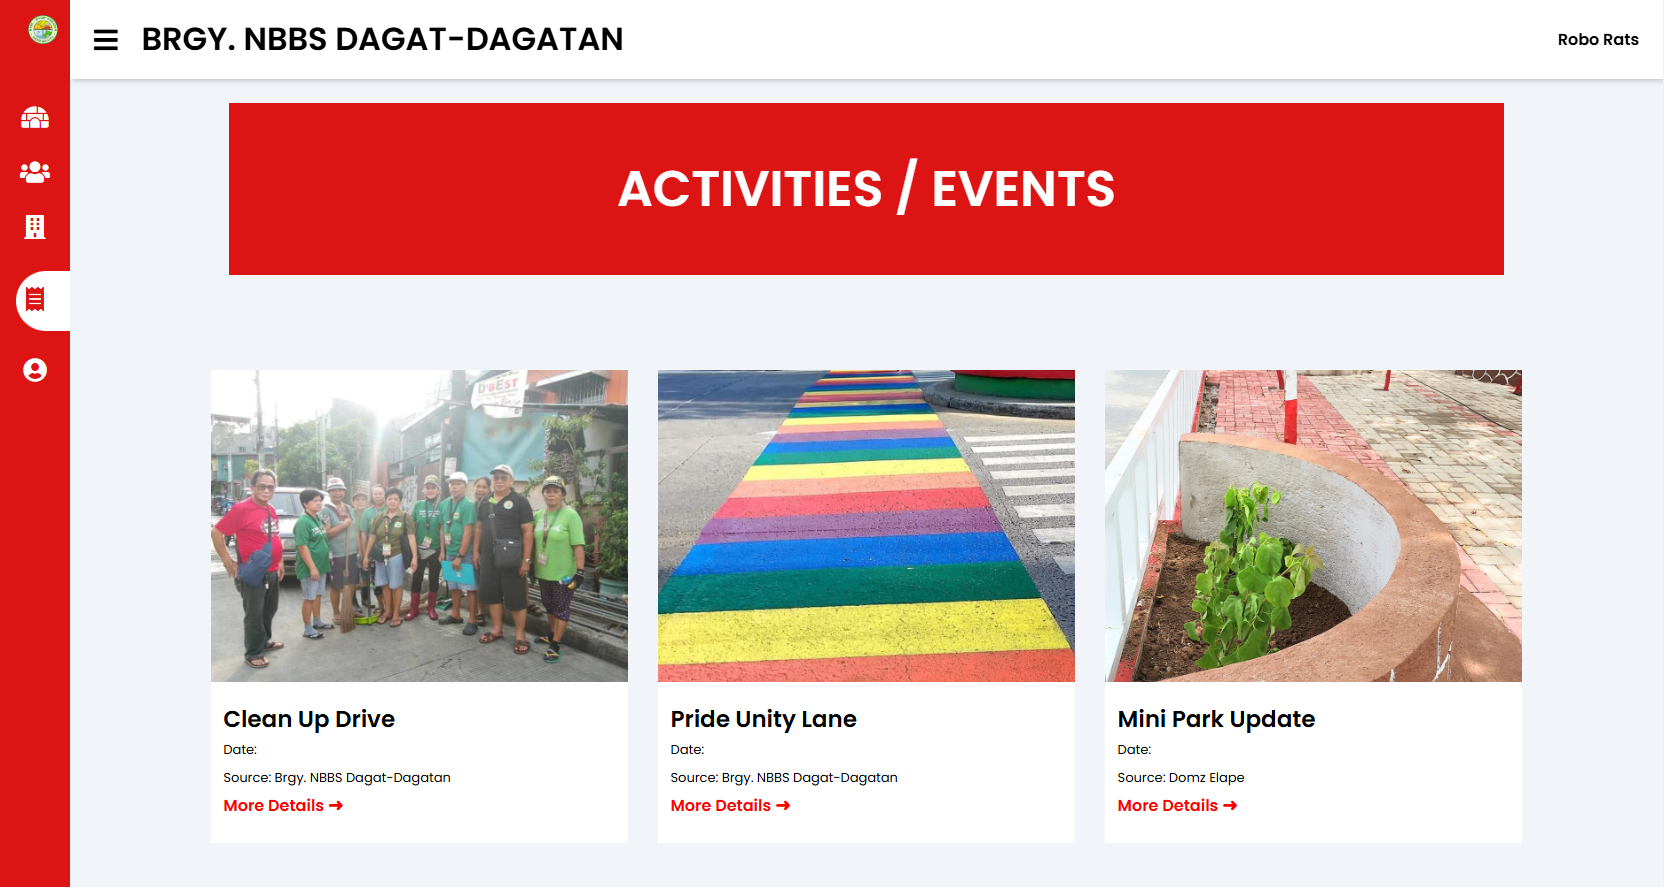 BRGY. NBBS DAGAT-DAGATAN
Robo Rats
ACTIVITIES / EVENTS
D'BEST
Clean Up Drive
Date:
Source: Brgy. NBBS Dagat-Dagatan
More Details ➜
Pride Unity Lane
Date:
Source: Brgy. NBBS Dagat-Dagatan
More Details ➜
Mini Park Update
Date:
Source: Domz Elape
More Details ➜